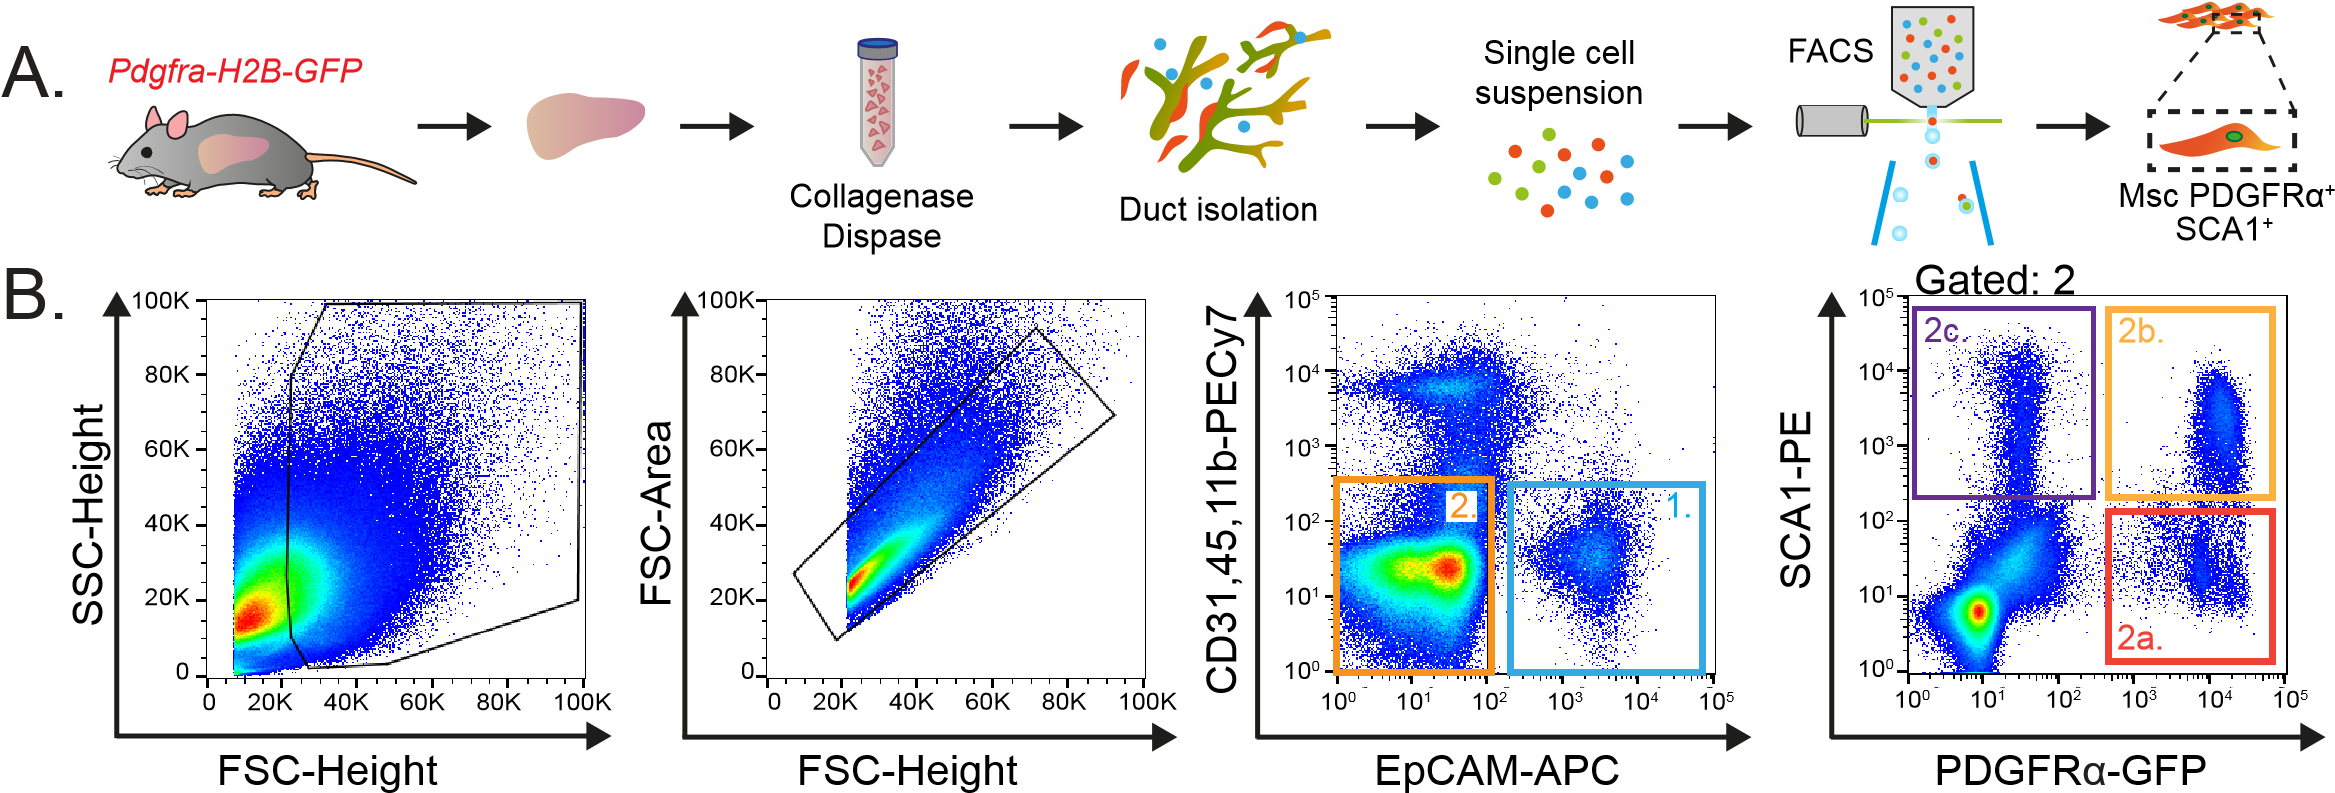 A.
Pdgfra-H2B-GFP
Collagenase
Dispase
Duct isolation
Single cell
suspension
FACS
Msc PDGFRα⁺
SCA1⁺
B.
SSC-Height
100K
80K
60K
40K
20K
0
0 20K 40K 60K 80K 100K
FSC-Height
FSC-Area
100K
80K
60K
40K
20K
0
0 20K 40K 60K 80K 100K
FSC-Height
CD31,45,11b-PECy7
10⁵
10⁴
10³
10²
10¹
10⁰
2.
1.
10⁰ 10¹ 10² 10³ 10⁴ 10⁵
EpCAM-APC
Gated: 2
SCA1-PE
10⁵
10⁴
10³
10²
10¹
10⁰
2c.
2b.
2a.
10⁰ 10¹ 10² 10³ 10⁴ 10⁵
PDGFRα-GFP